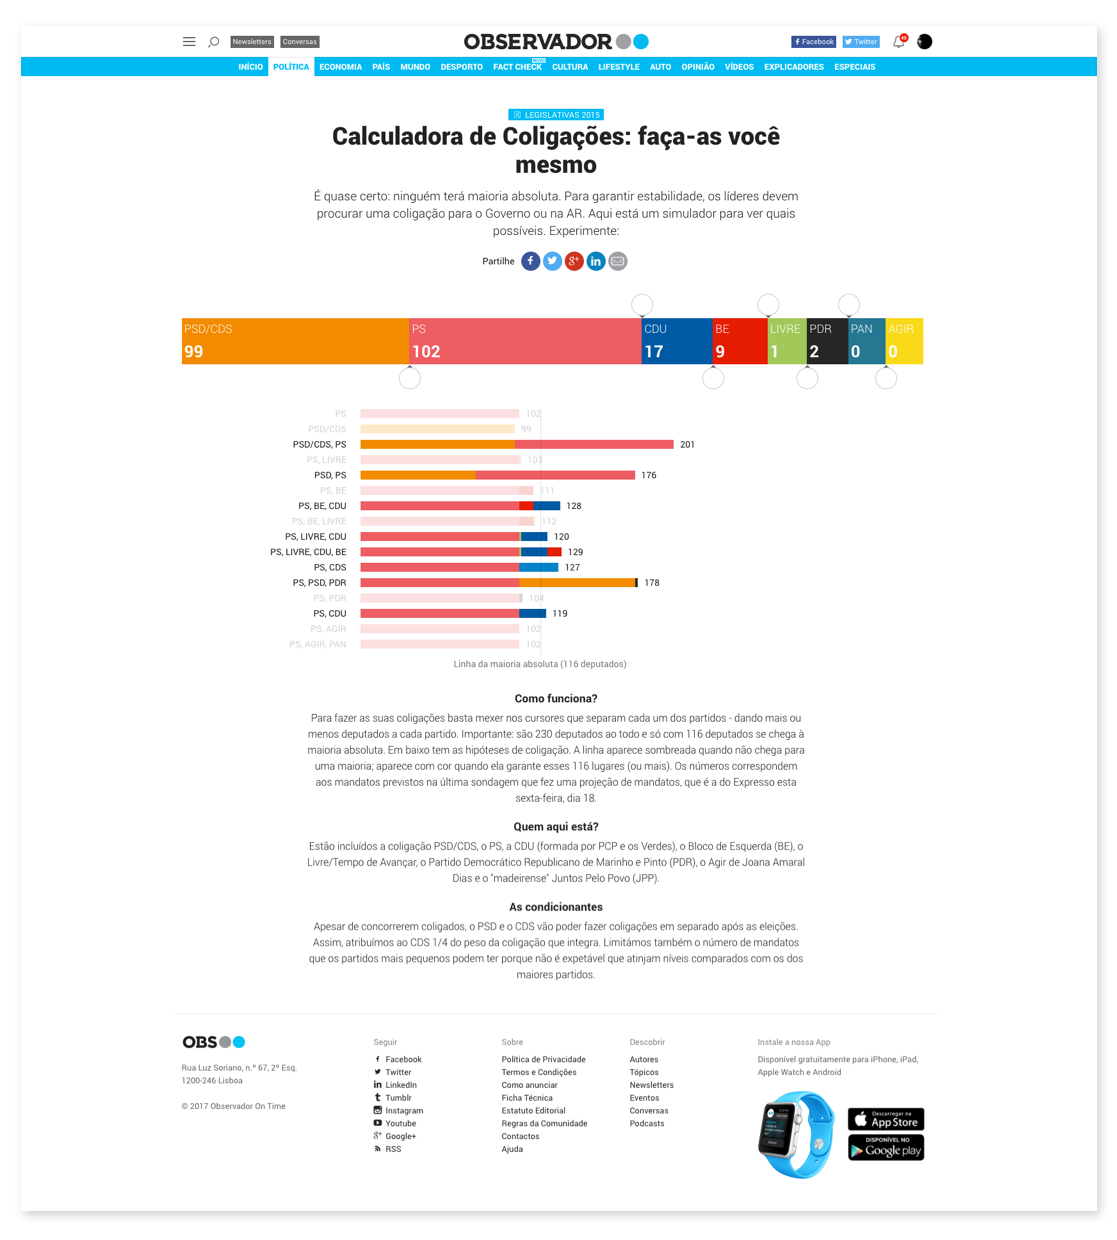 Newsletters Conversas OBSERVADOR Facebook Twitter
INÍCIO POLÍTICA ECONOMIA PAÍS MUNDO DESPORTO FACT CHECK NOVO CULTURA LIFESTYLE AUTO OPINIÃO VÍDEOS EXPLICADORES ESPECIAIS
LEGISLATIVAS 2015
Calculadora de Coligações: faça-as você
mesmo
É quase certo: ninguém terá maioria absoluta. Para garantir estabilidade, os líderes devem
procurar uma coligação para o Governo ou na AR. Aqui está um simulador para ver quais
possíveis. Experimente:
Partilhe
PSD/CDS PS CDU BE LIVRE PDR PAN AGIR
99 102 17 9 1 2 0 0
PS 102
PSD/CDS 99
PSD/CDS, PS 201
PS, LIVRE 103
PSD, PS 176
PS, BE 111
PS, BE, CDU 128
PS, BE, LIVRE 112
PS, LIVRE, CDU 120
PS, LIVRE, CDU, BE 129
PS, CDS 127
PS, PSD, PDR 178
PS, PDR 104
PS, CDU 119
PS, AGIR 102
PS, AGIR, PAN 102
Linha da maioria absoluta (116 deputados)
Como funciona?
Para fazer as suas coligações basta mexer nos cursores que separam cada um dos partidos - dando mais ou
menos deputados a cada partido. Importante: são 230 deputados ao todo e só com 116 deputados se chega à
maioria absoluta. Em baixo tem as hipóteses de coligação. A linha aparece sombreada quando não chega para
uma maioria; aparece com cor quando ela garante esses 116 lugares (ou mais). Os números correspondem
aos mandatos previstos na última sondagem que fez uma projeção de mandatos, que é a do Expresso esta
sexta-feira, dia 18.
Quem aqui está?
Estão incluídos a coligação PSD/CDS, o PS, a CDU (formada por PCP e os Verdes), o Bloco de Esquerda (BE), o
Livre/Tempo de Avançar, o Partido Democrático Republicano de Marinho e Pinto (PDR), o Agir de Joana Amaral
Dias e o "madeirense" Juntos Pelo Povo (JPP).
As condicionantes
Apesar de concorrerem coligados, o PSD e o CDS vão poder fazer coligações em separado após as eleições.
Assim, atribuímos ao CDS 1/4 do peso da coligação que integra. Limitámos também o número de mandatos
que os partidos mais pequenos podem ter porque não é expetável que atinjam níveis comparados com os dos
maiores partidos.
OBS
Rua Luz Soriano, n.º 67, 2º Esq.
1200-246 Lisboa
© 2017 Observador On Time
Seguir
Facebook
Twitter
LinkedIn
Tumblr
Instagram
Youtube
Google+
RSS
Sobre
Política de Privacidade
Termos e Condições
Como anunciar
Ficha Técnica
Estatuto Editorial
Regras da Comunidade
Contactos
Ajuda
Descobrir
Autores
Tópicos
Newsletters
Eventos
Conversas
Podcasts
Instale a nossa App
Disponível gratuitamente para iPhone, iPad,
Apple Watch e Android
Descarregar na
App Store
DISPONÍVEL NO
Google play